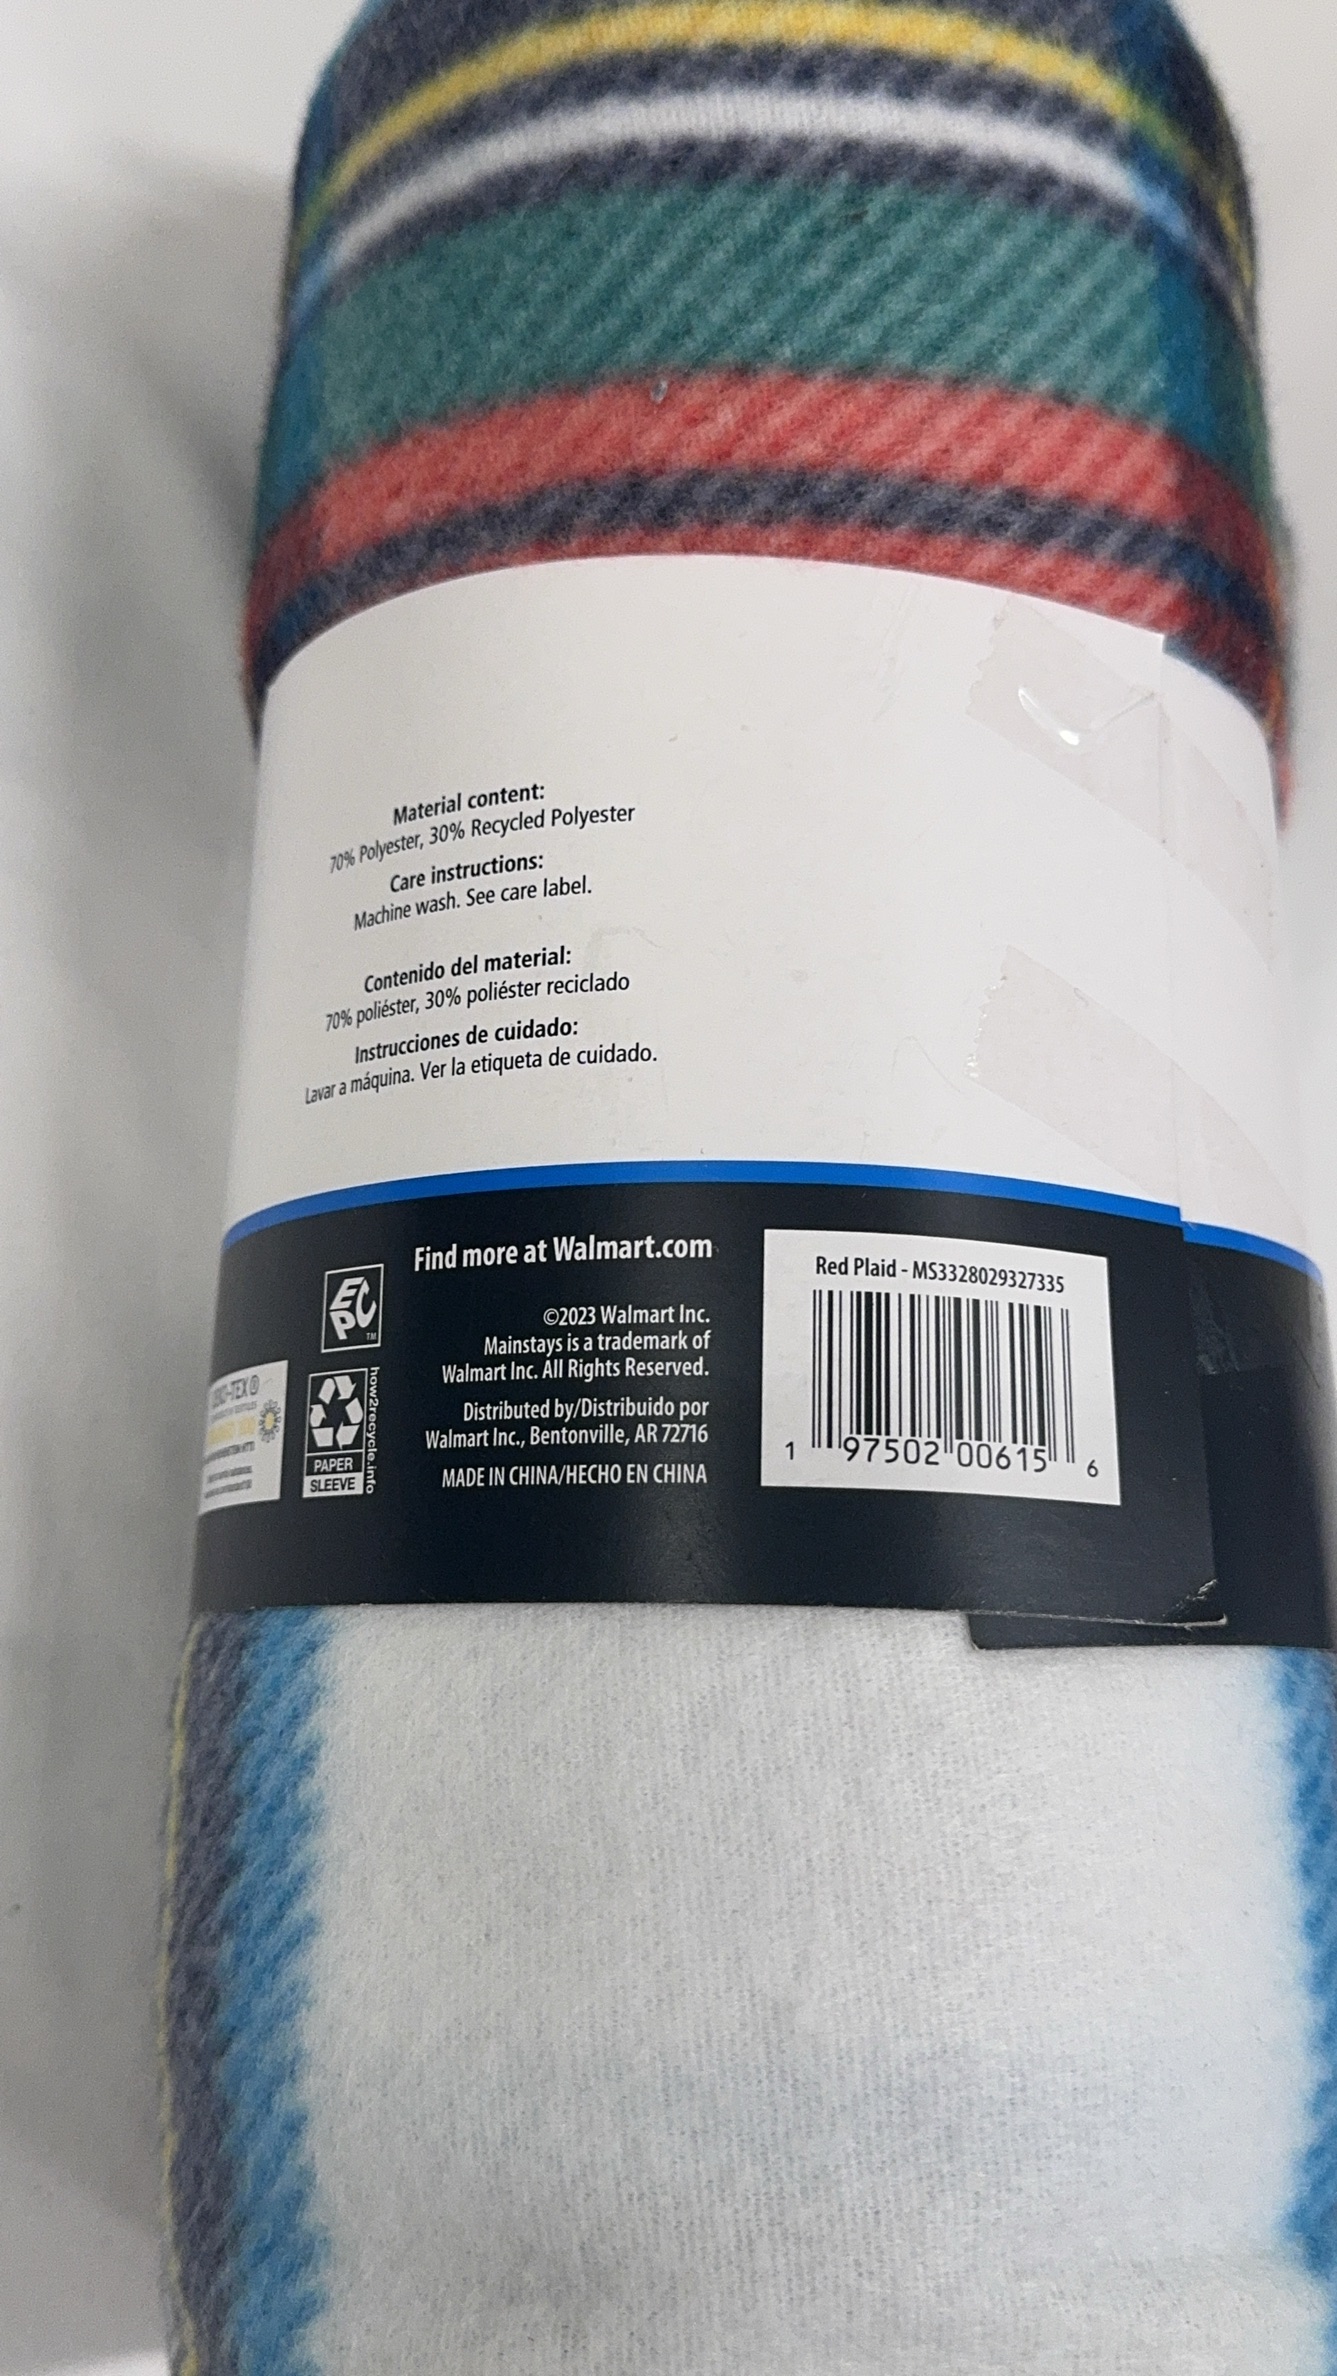 Material content:
70% Polyester, 30% Recycled Polyester
Care instructions:
Machine wash. See care label.
Contenido del material:
70% poliéster, 30% poliéster reciclado
Instrucciones de cuidado:
Lavar a máquina. Ver la etiqueta de cuidado.
Find more at Walmart.com
©2023 Walmart Inc.
Mainstays is a trademark of
Walmart Inc. All Rights Reserved.
Distributed by/Distribuido por
Walmart Inc., Bentonville, AR 72716
MADE IN CHINA/HECHO EN CHINA
EPC
TM
how2recycle.info
PAPER
SLEEVE
Red Plaid - MS3328029327335
1 97502 00615 6